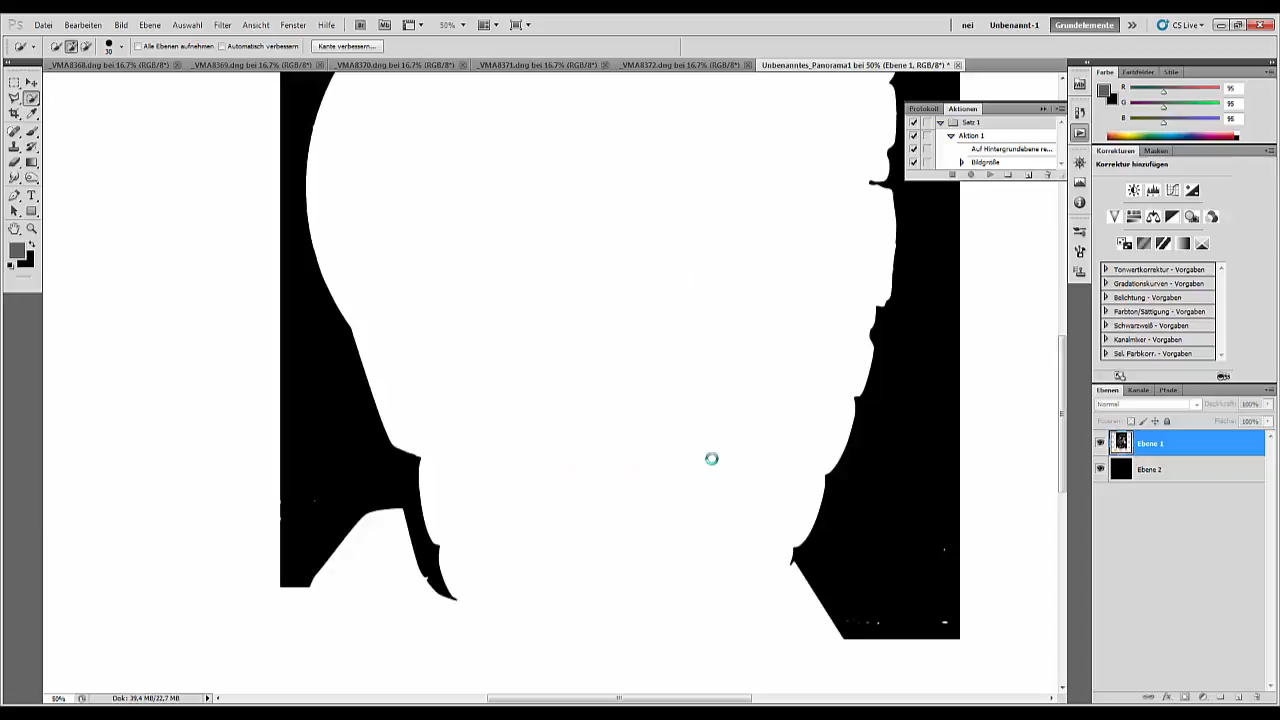 Ps Datei Bearbeiten Bild Ebene Auswahl Filter Ansicht Fenster Hilfe Br Mb 50% nei Unbenannt-1 Grundelemente CS Live
30 Alle Ebenen aufnehmen Automatisch verbessern Kante verbessern...
_VMA8368.dng bei 16.7% (RGB/8*) _VMA8369.dng bei 16.7% (RGB/8*) _VMA8370.dng bei 16.7% (RGB/8*) _VMA8371.dng bei 16.7% (RGB/8*) _VMA8372.dng bei 16.7% (RGB/8*) Unbenanntes_Panorama1 bei 50% (Ebene 1, RGB/8*) *
Farbe Farbfelder Stile
R 95
G 95
B 95
Protokoll Aktionen
Satz 1
Aktion 1
Auf Hintergrundebene re...
Bildgröße
Korrekturen Masken
Korrektur hinzufügen
Tonwertkorrektur - Vorgaben
Gradationskurven - Vorgaben
Belichtung - Vorgaben
Farbton/Sättigung - Vorgaben
Schwarzweiß - Vorgaben
Kanalmixer - Vorgaben
Sel. Farbkorr. - Vorgaben
Ebenen Kanäle Pfade
Normal Deckkraft: 100%
Fixieren: Fläche: 100%
Ebene 1
Ebene 2
50% Dok: 39,4 MB/22,7 MB